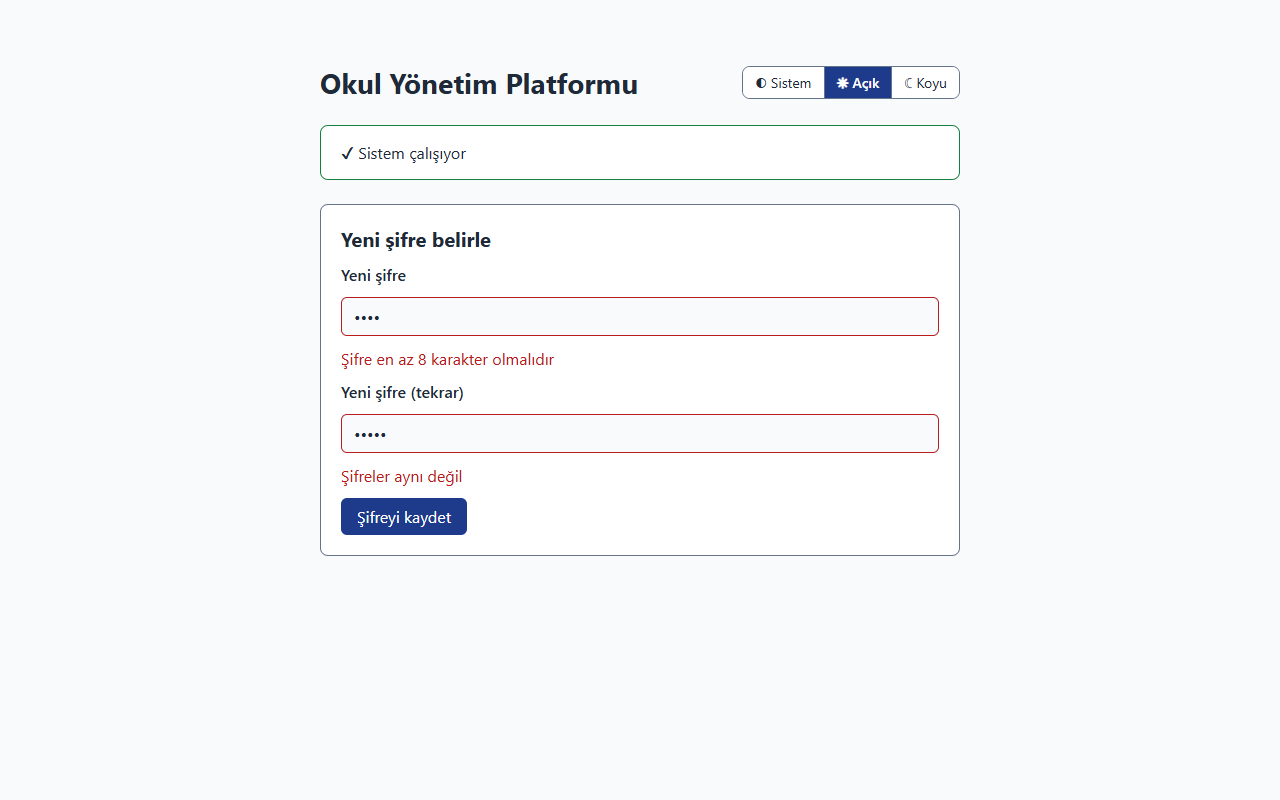 Okul Yönetim Platformu
◐ Sistem ❋ Açık ☾ Koyu
✓ Sistem çalışıyor
Yeni şifre belirle
Yeni şifre
••••
Şifre en az 8 karakter olmalıdır
Yeni şifre (tekrar)
•••••
Şifreler aynı değil
Şifreyi kaydet